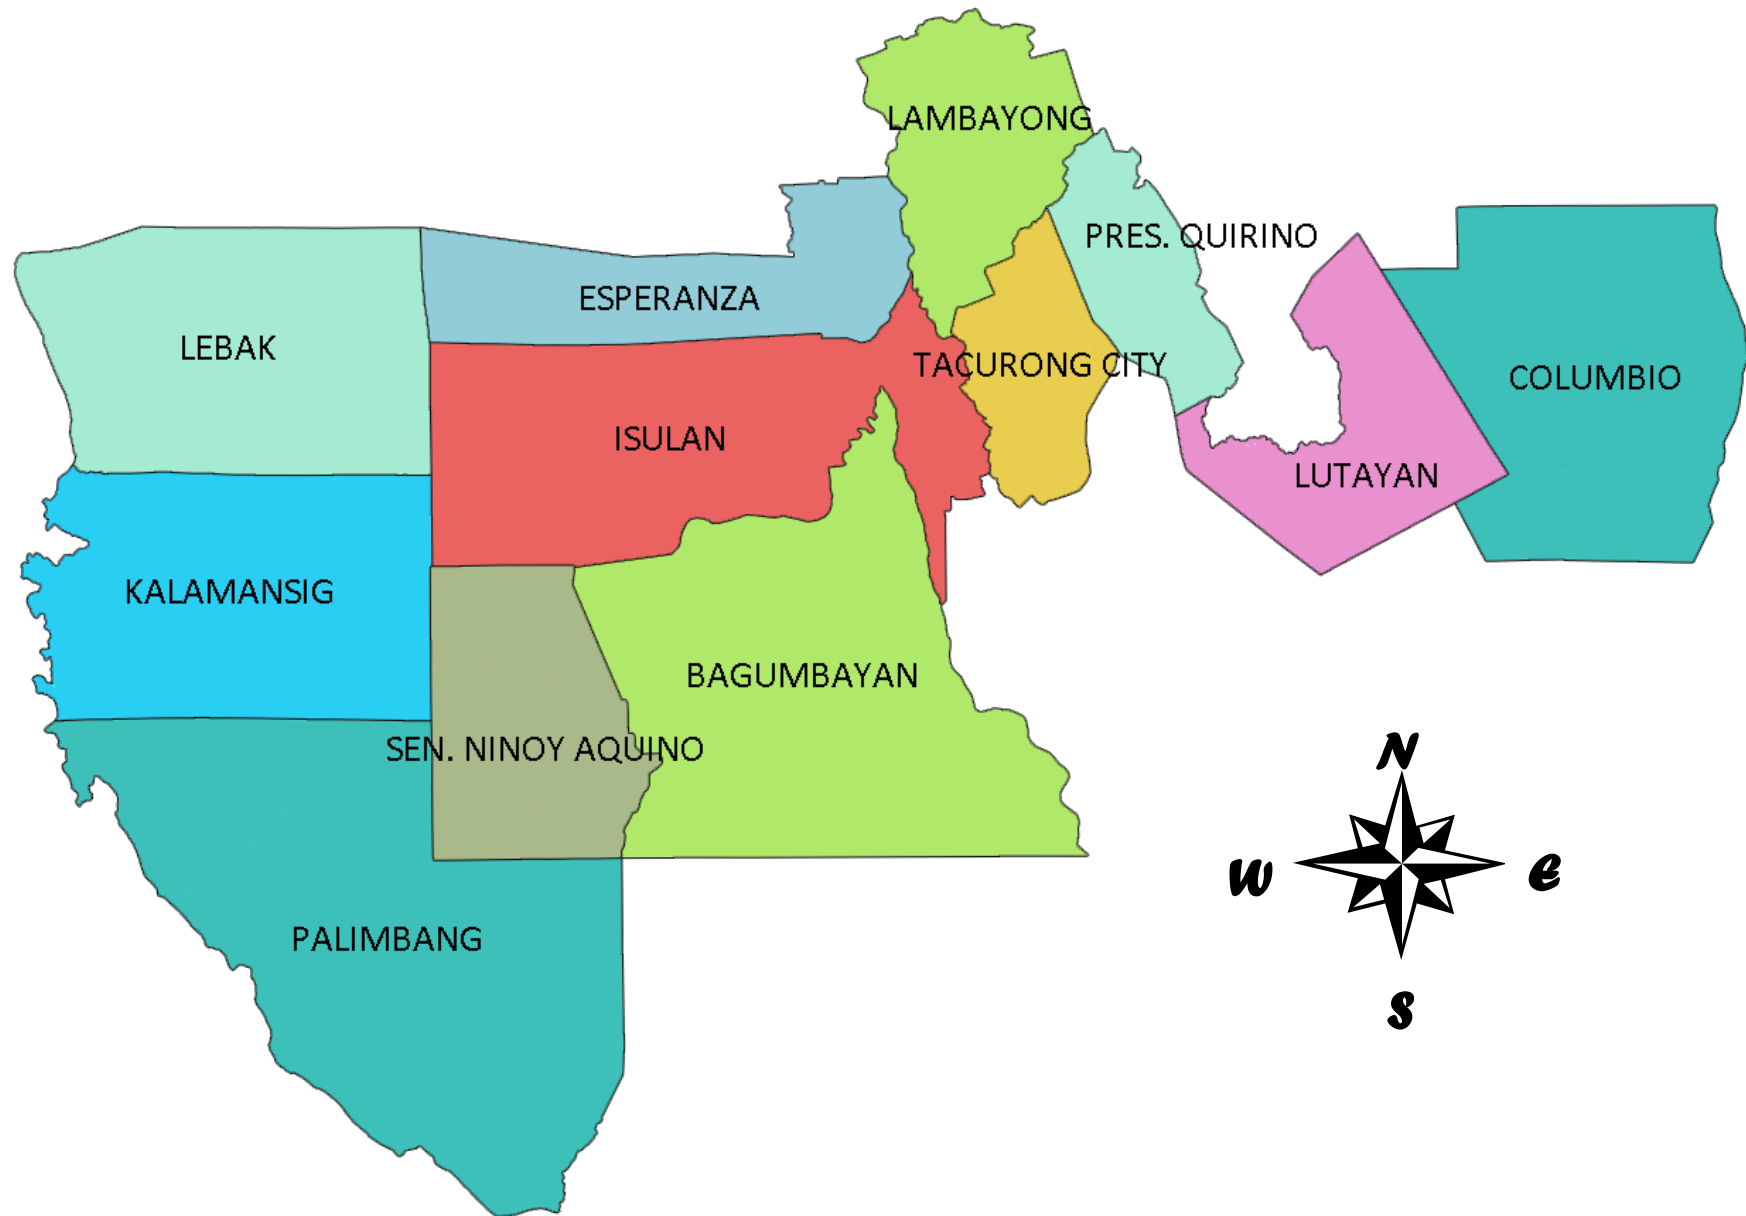 LAMBAYONG
PRES. QUIRINO
ESPERANZA
LEBAK
TACURONG CITY
COLUMBIO
ISULAN
LUTAYAN
KALAMANSIG
BAGUMBAYAN
SEN. NINOY AQUINO
PALIMBANG
N
W
E
S